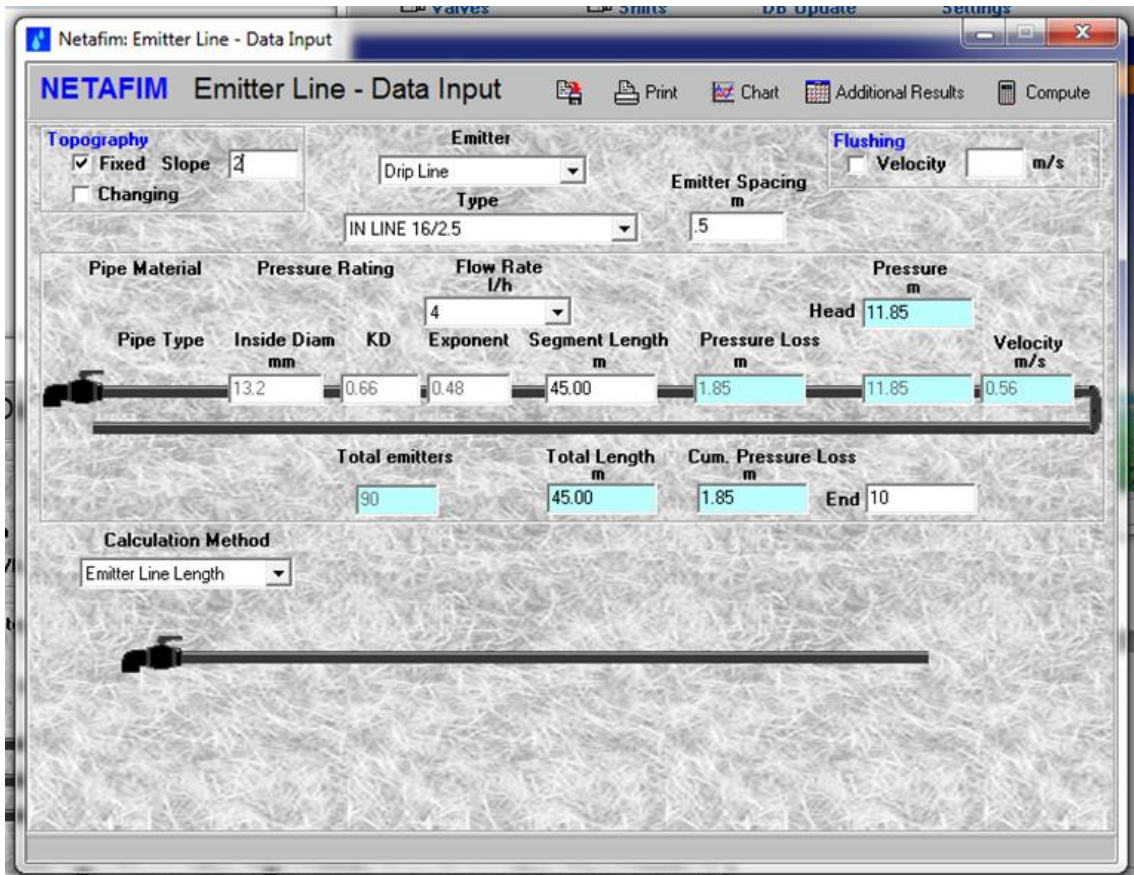 Valves Shifts DB Update Settings
Netafim: Emitter Line - Data Input
NETAFIM Emitter Line - Data Input Print Chart Additional Results Compute
Topography
Fixed Slope 2
Changing
Emitter
Drip Line
Type
IN LINE 16/2.5
Emitter Spacing
m
.5
Flushing
Velocity m/s
Pipe Material Pressure Rating Flow Rate
l/h
4
Pressure
m
Head 11.85
Pipe Type Inside Diam KD Exponent Segment Length Pressure Loss Velocity
mm m m m/s
13.2 0.66 0.48 45.00 1.85 11.85 0.56
Total emitters Total Length Cum. Pressure Loss
m m
90 45.00 1.85 End 10
Calculation Method
Emitter Line Length